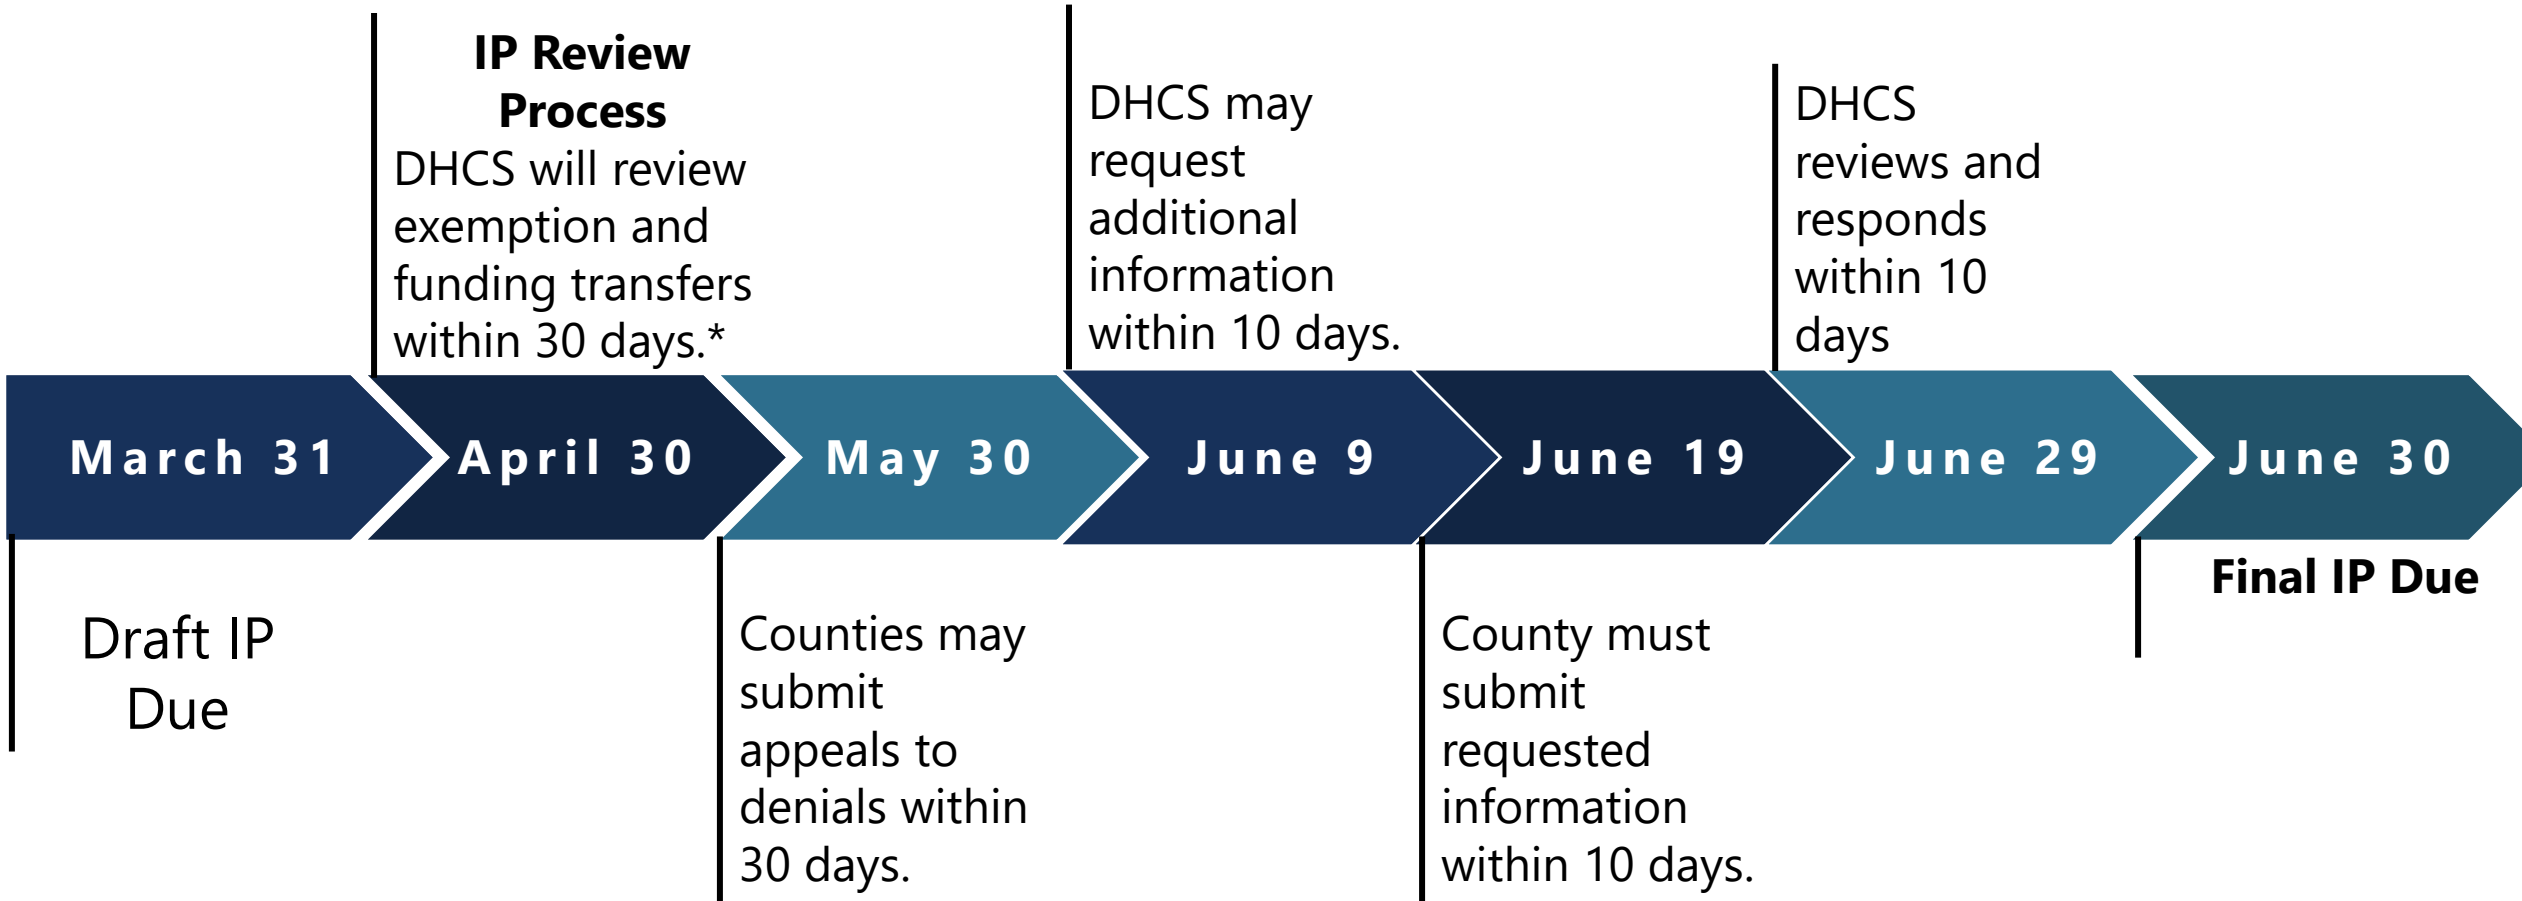 IP Review
Process
DHCS will review
exemption and
funding transfers
within 30 days.*
DHCS may
request
additional
information
within 10 days.
DHCS
reviews and
responds
within 10
days
March 31
April 30
May 30
June 9
June 19
June 29
June 30
Draft IP
Due
Counties may
submit
appeals to
denials within
30 days.
County must
submit
requested
information
within 10 days.
Final IP Due